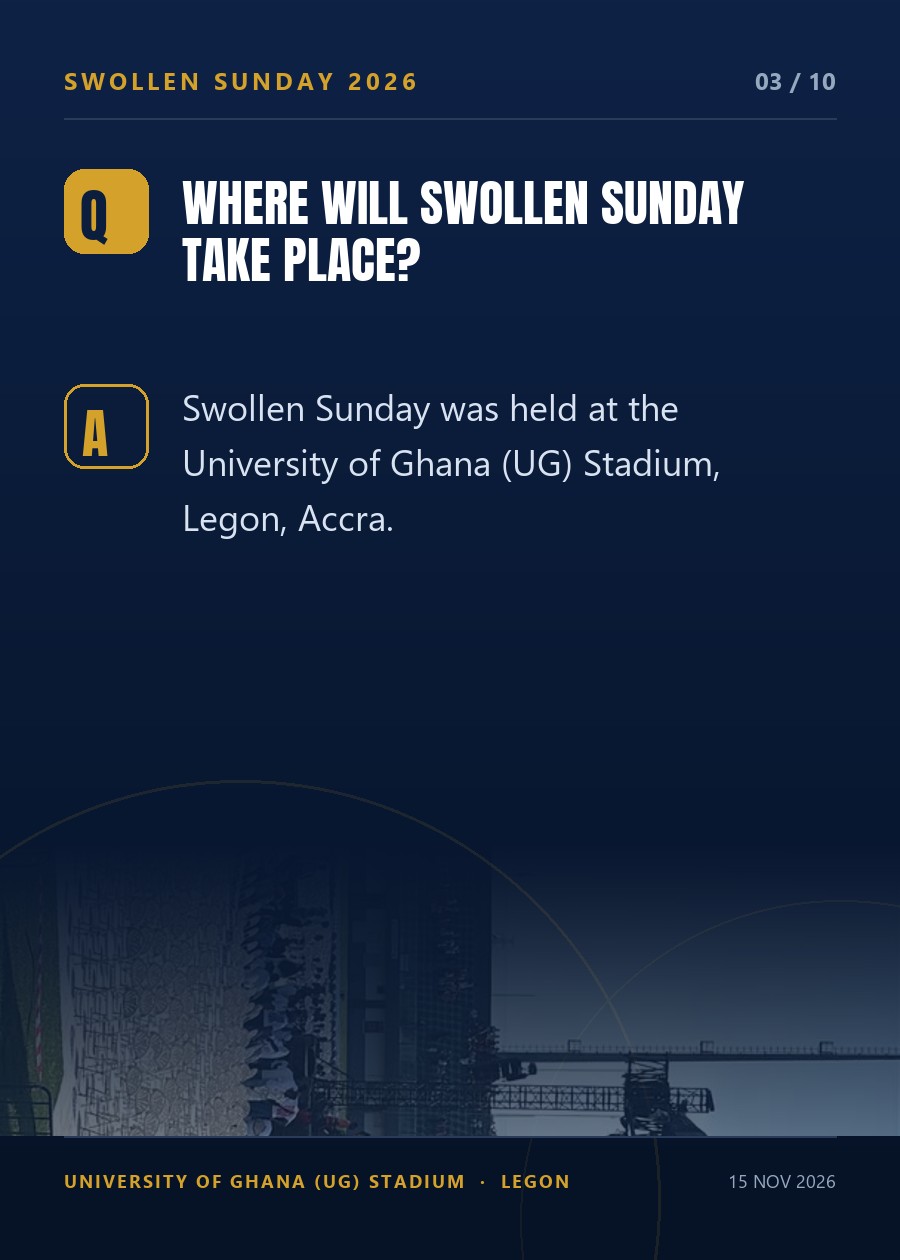 SWOLLEN SUNDAY 2026
03 / 10
Q
WHERE WILL SWOLLEN SUNDAY
TAKE PLACE?
A
Swollen Sunday was held at the
University of Ghana (UG) Stadium,
Legon, Accra.
UNIVERSITY OF GHANA (UG) STADIUM · LEGON
15 NOV 2026